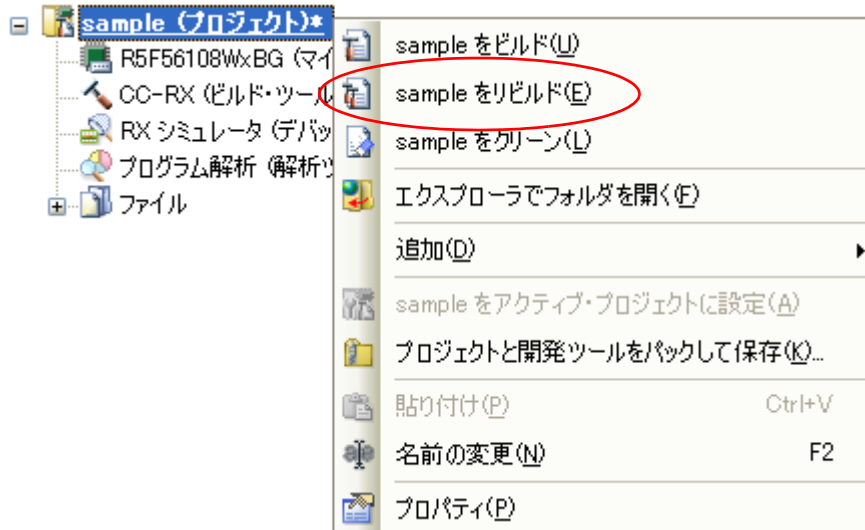 sample (プロジェクト)*
R5F56108WxBG (マイ
CC-RX (ビルド・ツール
RX シミュレータ (デバッ
プログラム解析 (解析ツ
ファイル
sample をビルド(U)
sample をリビルド(E)
sample をクリーン(L)
エクスプローラでフォルダを開く(F)
追加(D)
sample をアクティブ・プロジェクトに設定(A)
プロジェクトと開発ツールをパックして保存(K)...
貼り付け(P) Ctrl+V
名前の変更(N) F2
プロパティ(P)